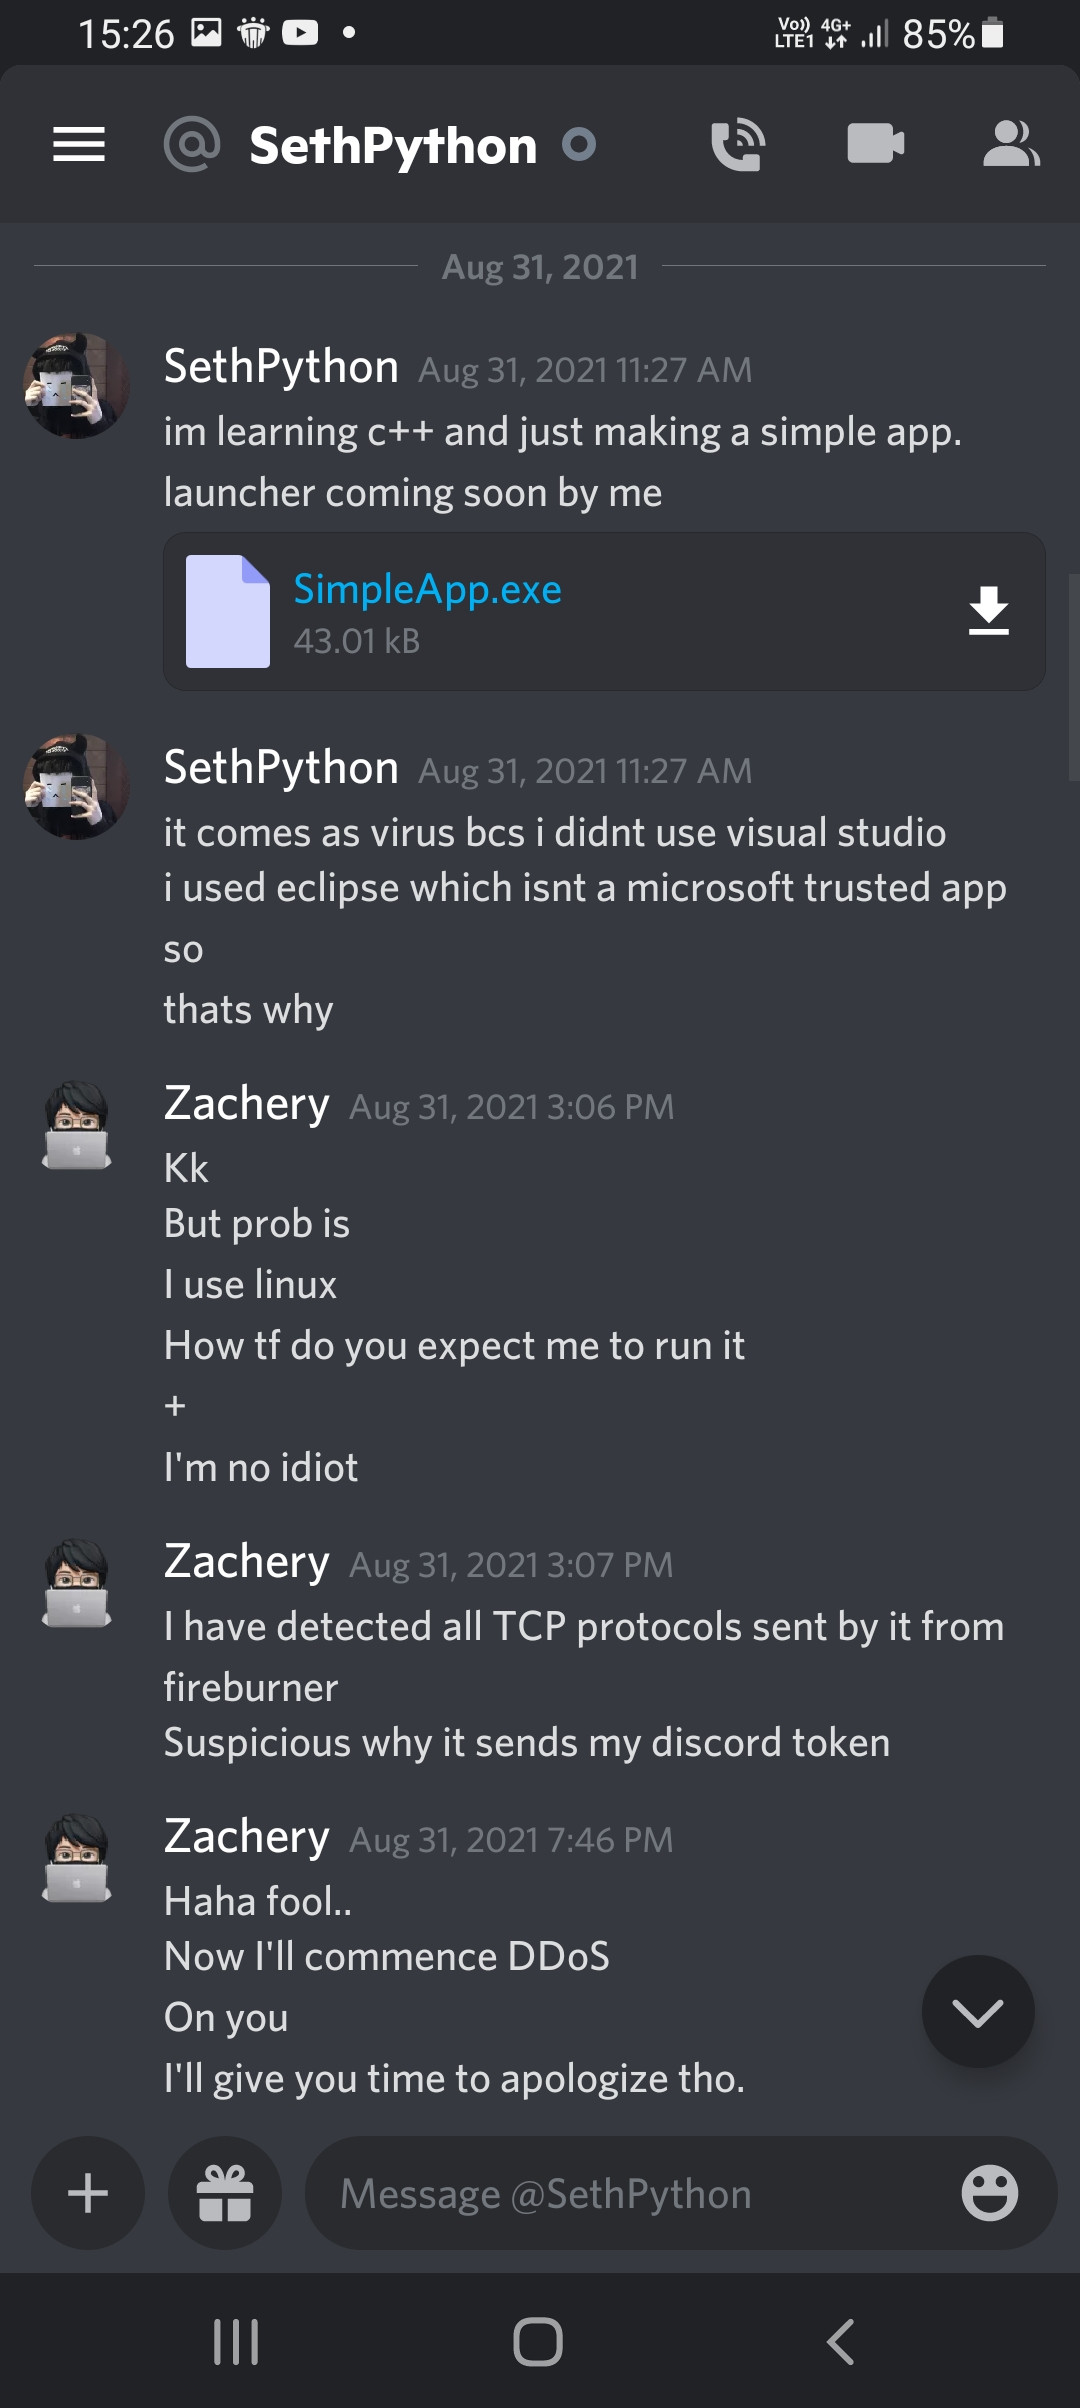 15:26
Vo)) LTE1 4G+ 85%
@ SethPython
Aug 31, 2021
SethPython Aug 31, 2021 11:27 AM
im learning c++ and just making a simple app.
launcher coming soon by me
SimpleApp.exe
43.01 kB
SethPython Aug 31, 2021 11:27 AM
it comes as virus bcs i didnt use visual studio
i used eclipse which isnt a microsoft trusted app
so
thats why
Zachery Aug 31, 2021 3:06 PM
Kk
But prob is
I use linux
How tf do you expect me to run it
+
I'm no idiot
Zachery Aug 31, 2021 3:07 PM
I have detected all TCP protocols sent by it from
fireburner
Suspicious why it sends my discord token
Zachery Aug 31, 2021 7:46 PM
Haha fool..
Now I'll commence DDoS
On you
I'll give you time to apologize tho.
Message @SethPython